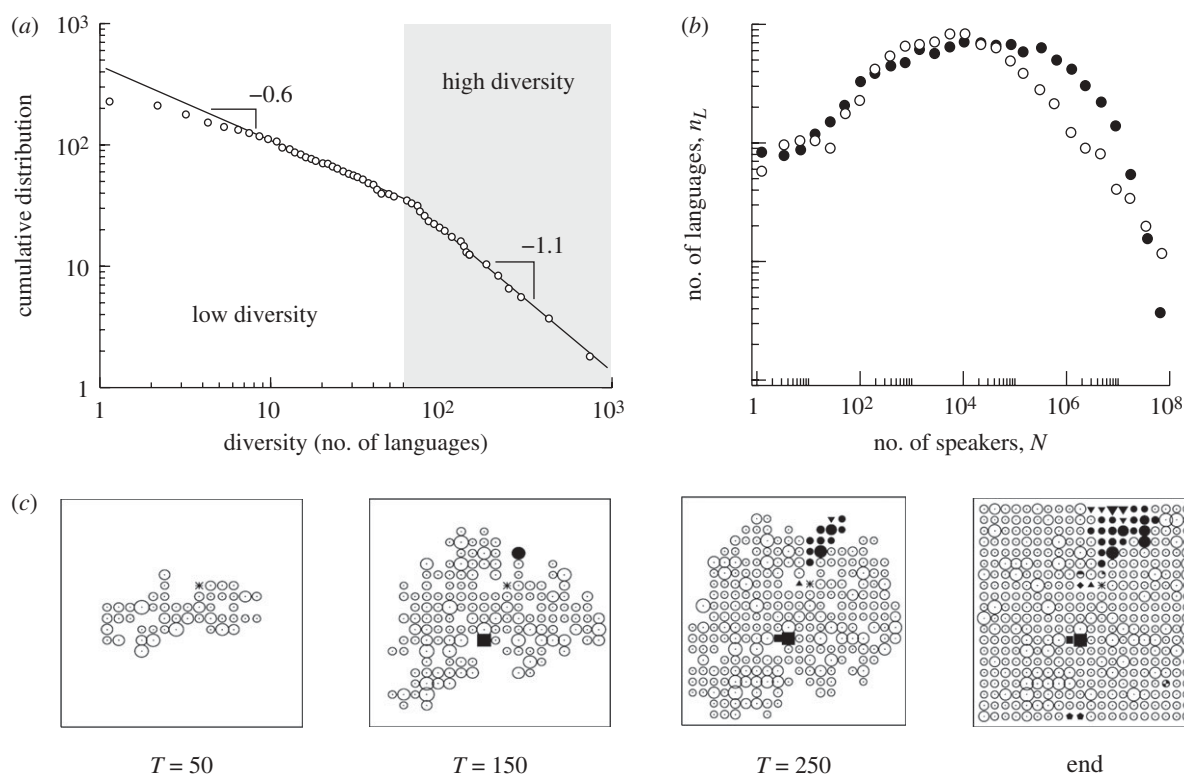 (a)
10³
10²
10
1
cumulative distribution
−0.6
−1.1
high diversity
low diversity
1
10
10²
10³
diversity (no. of languages)
(b)
no. of languages, n_L
1
10²
10⁴
10⁶
10⁸
no. of speakers, N
(c)
T = 50
T = 150
T = 250
end